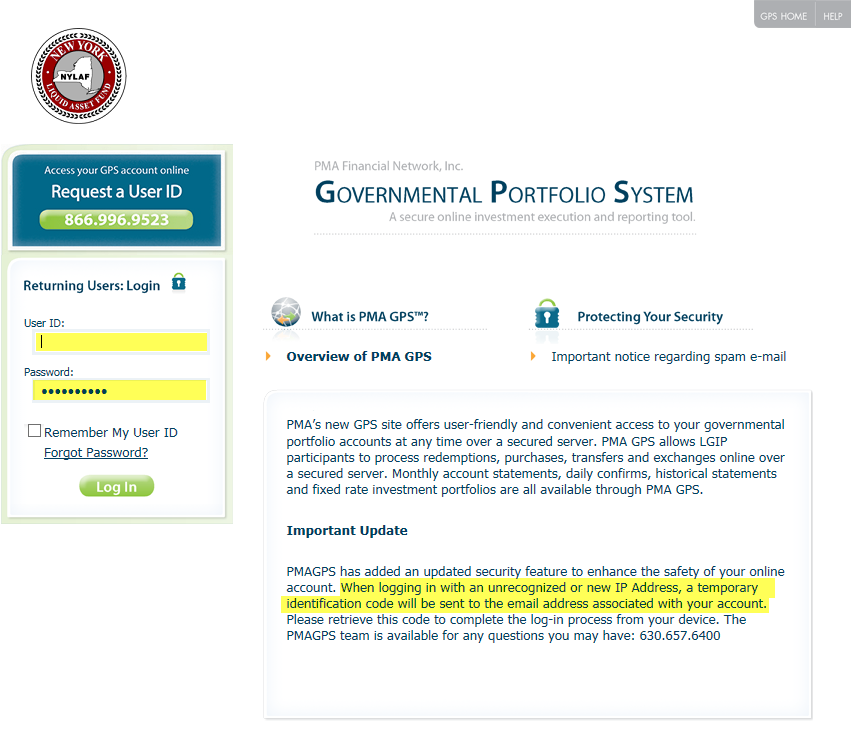 GPS HOME
HELP
NEW YORK
NYLAF
LIQUID ASSET FUND
Access your GPS account online
Request a User ID
866.996.9523
Returning Users: Login
User ID:
Password:
Remember My User ID
Forgot Password?
Log In
PMA Financial Network, Inc.
GOVERNMENTAL PORTFOLIO SYSTEM
A secure online investment execution and reporting tool.
What is PMA GPS™?
Overview of PMA GPS
Protecting Your Security
Important notice regarding spam e-mail
PMA's new GPS site offers user-friendly and convenient access to your governmental
portfolio accounts at any time over a secured server. PMA GPS allows LGIP
participants to process redemptions, purchases, transfers and exchanges online over
a secured server. Monthly account statements, daily confirms, historical statements
and fixed rate investment portfolios are all available through PMA GPS.
Important Update
PMAGPS has added an updated security feature to enhance the safety of your online
account. When logging in with an unrecognized or new IP Address, a temporary
identification code will be sent to the email address associated with your account.
Please retrieve this code to complete the log-in process from your device. The
PMAGPS team is available for any questions you may have: 630.657.6400